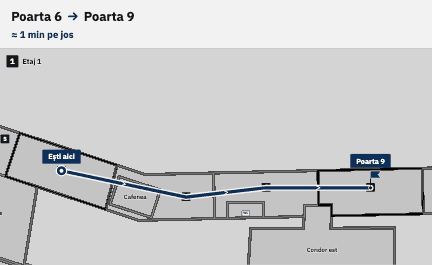 Poarta 6 → Poarta 9
≈ 1 min pe jos
1 Etaj 1
Ești aici
Poarta 9
Cafenea
Condor est